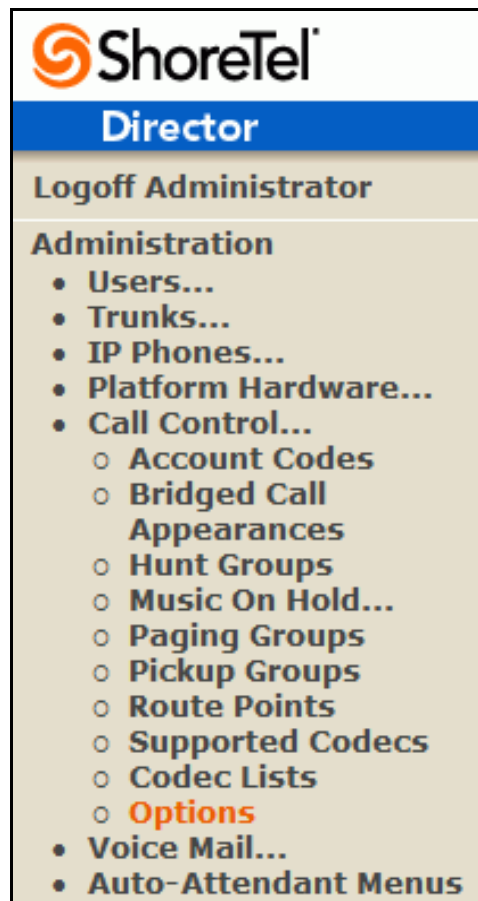 ShoreTel
Director
Logoff Administrator
Administration
• Users...
• Trunks...
• IP Phones...
• Platform Hardware...
• Call Control...
o Account Codes
o Bridged Call
Appearances
o Hunt Groups
o Music On Hold...
o Paging Groups
o Pickup Groups
o Route Points
o Supported Codecs
o Codec Lists
o Options
• Voice Mail...
• Auto-Attendant Menus